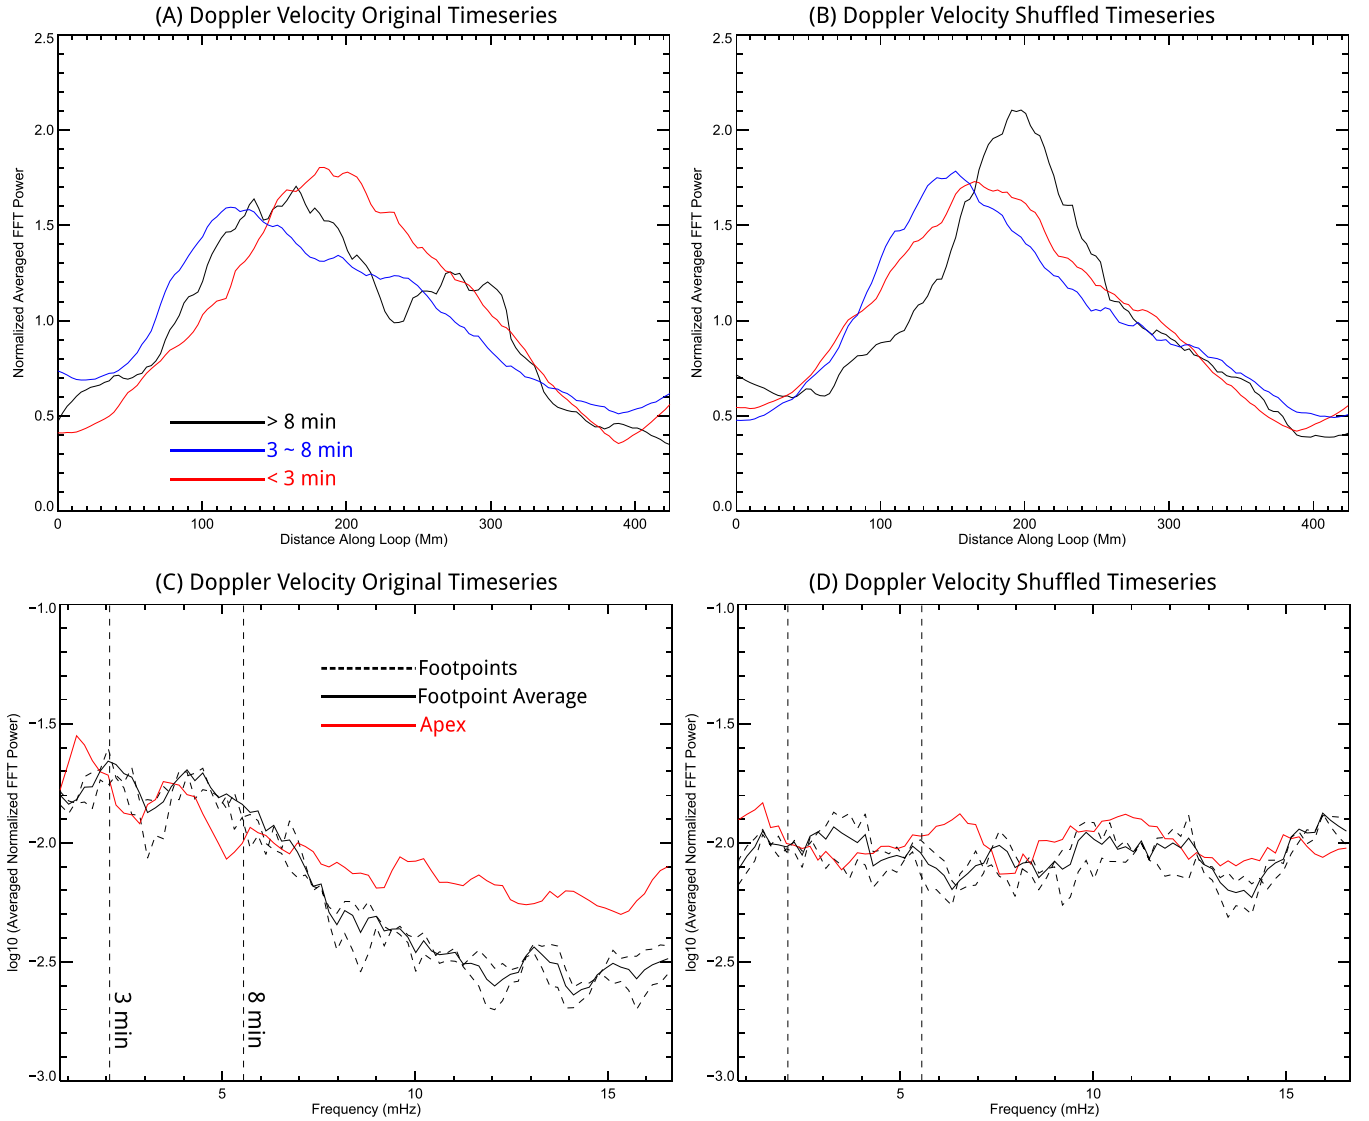 (A) Doppler Velocity Original Timeseries
2.5
2.0
1.5
1.0
0.5
0.0
Normalized Averaged FFT Power
> 8 min
3 ~ 8 min
< 3 min
0 100 200 300 400
Distance Along Loop (Mm)
(B) Doppler Velocity Shuffled Timeseries
2.5
2.0
1.5
1.0
0.5
0.0
Normalized Averaged FFT Power
0 100 200 300 400
Distance Along Loop (Mm)
(C) Doppler Velocity Original Timeseries
−1.0
−1.5
−2.0
−2.5
−3.0
log10 (Averaged Normalized FFT Power)
Footpoints
Footpoint Average
Apex
3 min
8 min
5 10 15
Frequency (mHz)
(D) Doppler Velocity Shuffled Timeseries
−1.0
−1.5
−2.0
−2.5
−3.0
log10 (Averaged Normalized FFT Power)
5 10 15
Frequency (mHz)